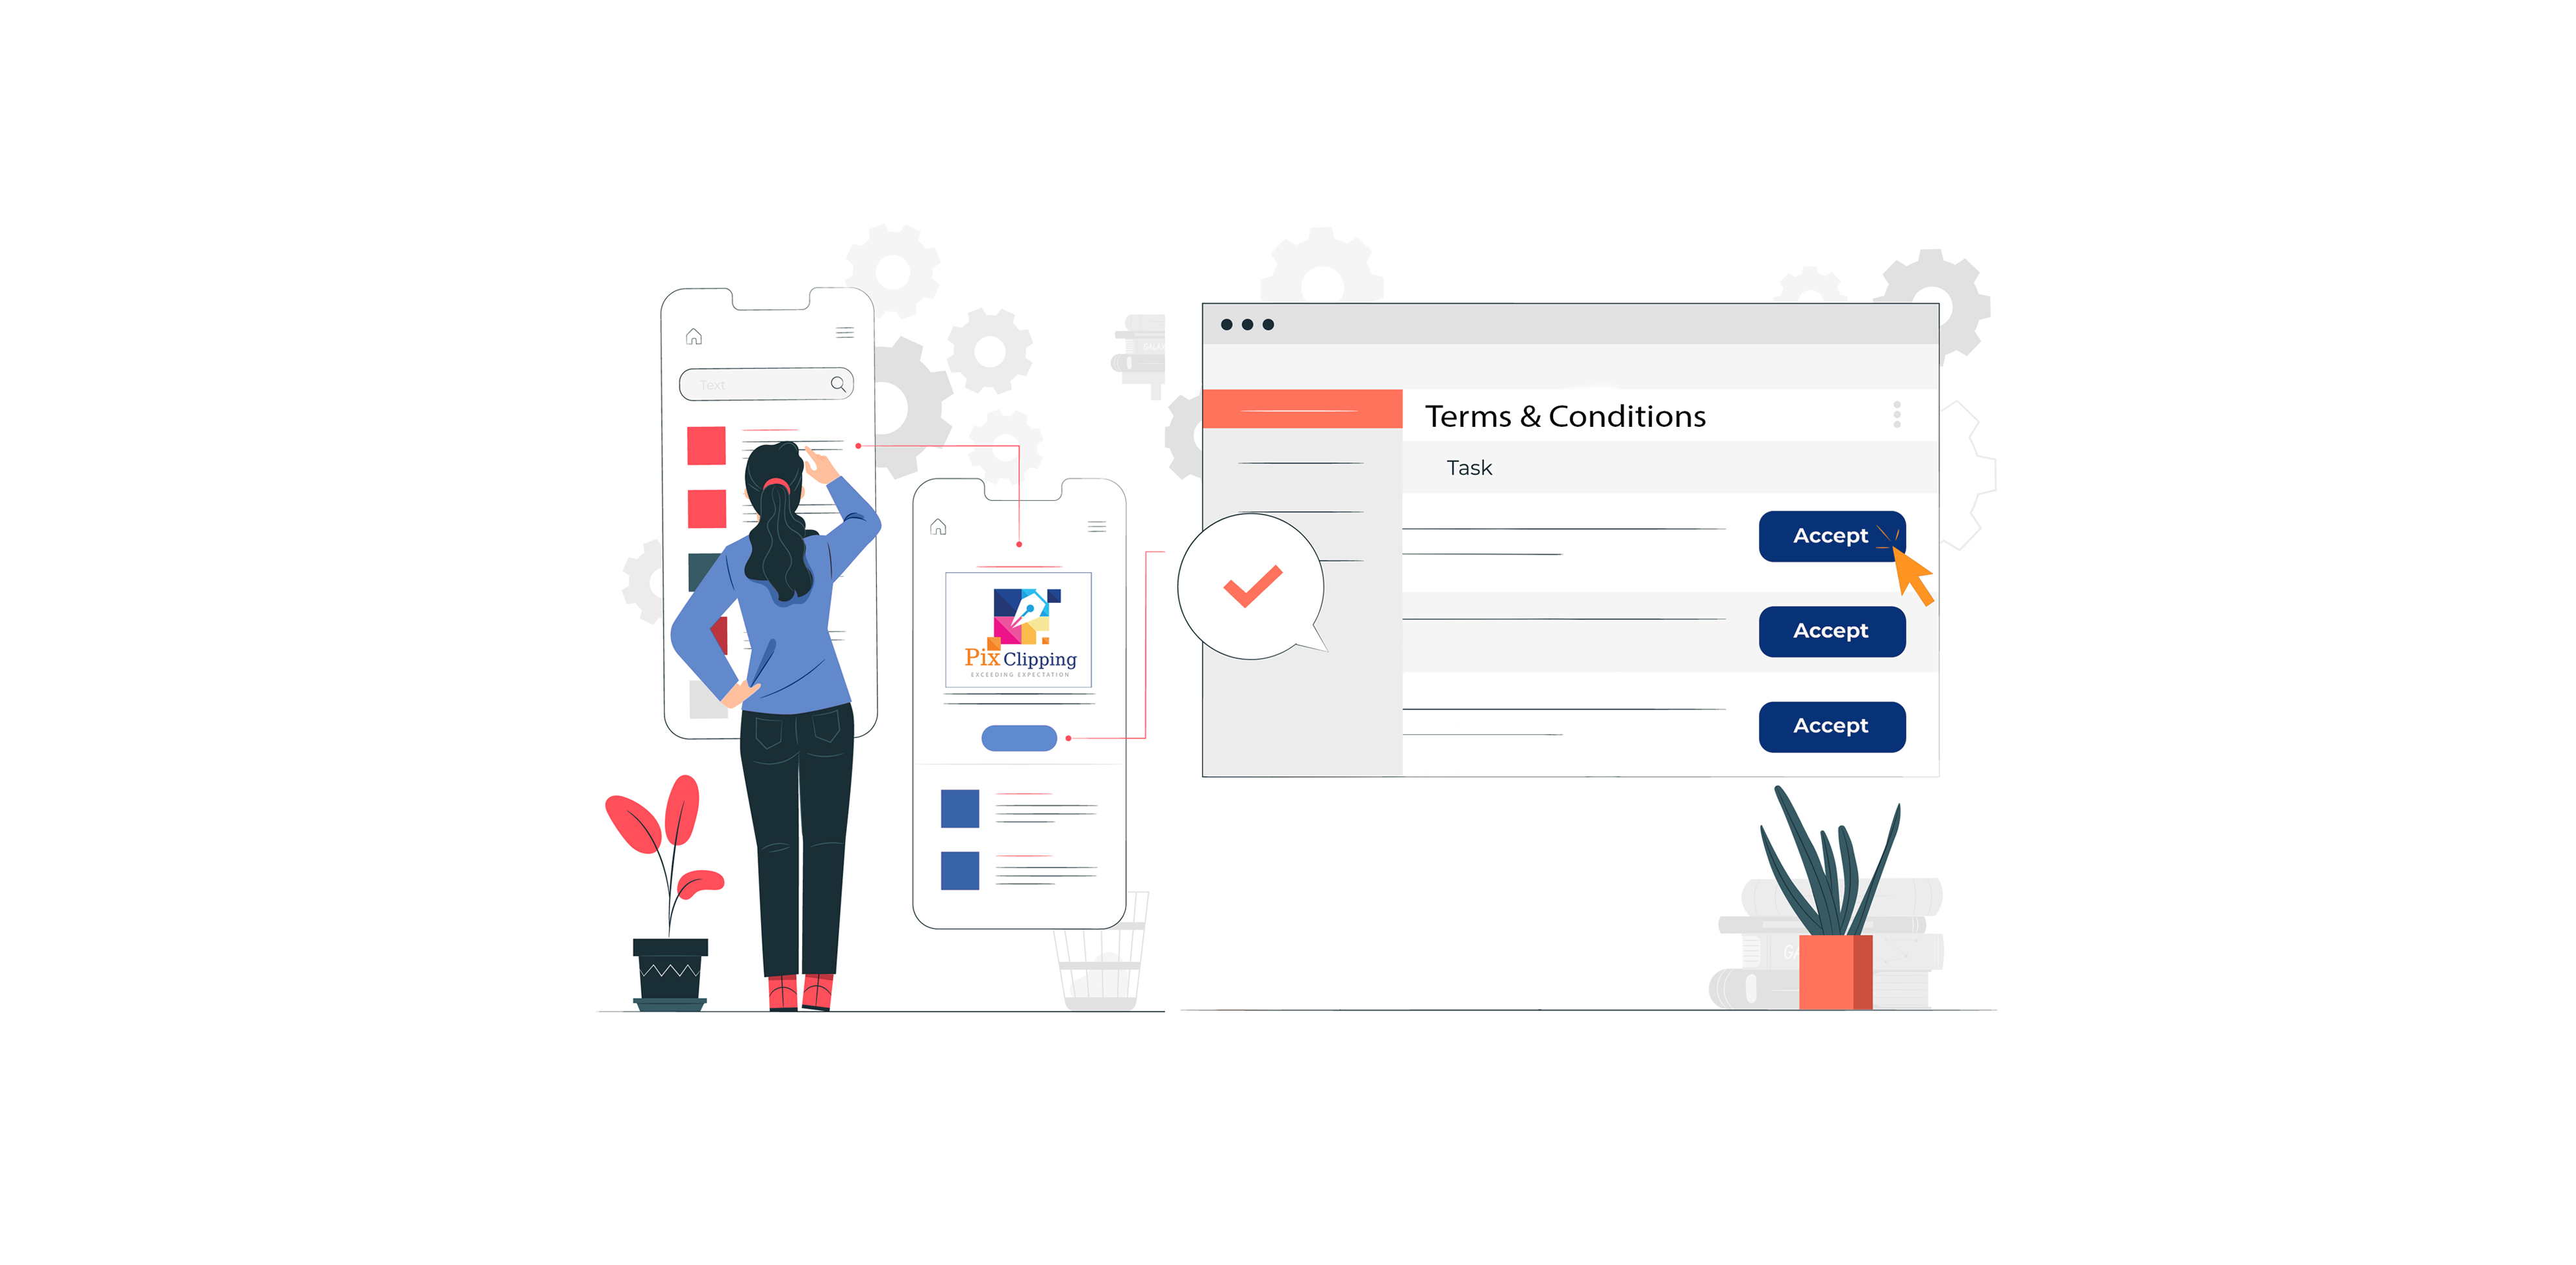 Text
Pix Clipping
EXCEEDING EXPECTATION
Terms & Conditions
Task
Accept
Accept
Accept